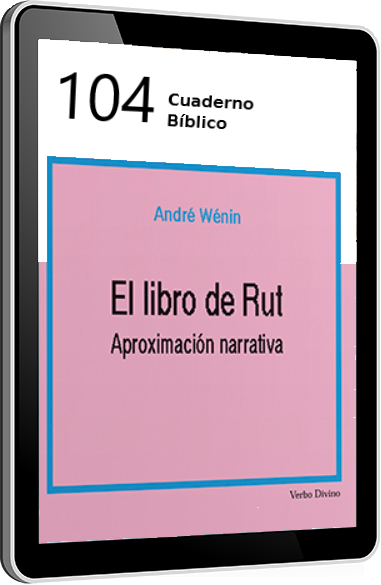 104
Cuaderno
Bíblico
André Wénin
El libro de Rut
Aproximación narrativa
Verbo Divino